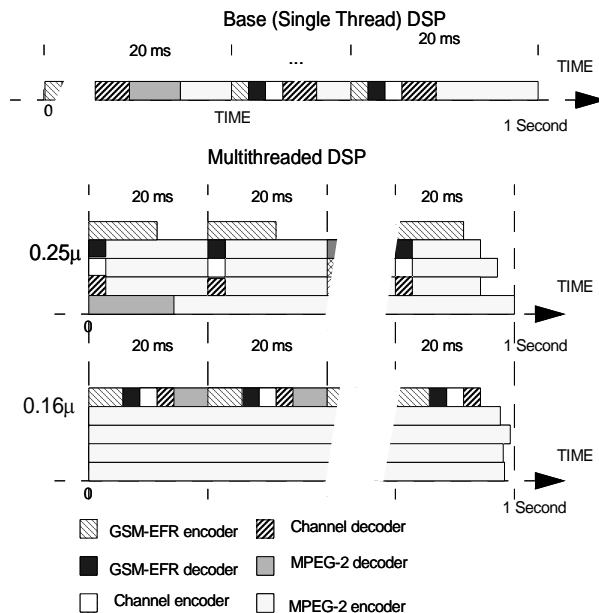 Base (Single Thread) DSP
20 ms
...
20 ms
TIME
0
TIME
1 Second
Multithreaded DSP
20 ms
20 ms
20 ms
0.25µ
TIME
0
1 Second
20 ms
20 ms
20 ms
0.16µ
TIME
0
1 Second
GSM-EFR encoder
Channel decoder
GSM-EFR decoder
MPEG-2 decoder
Channel encoder
MPEG-2 encoder